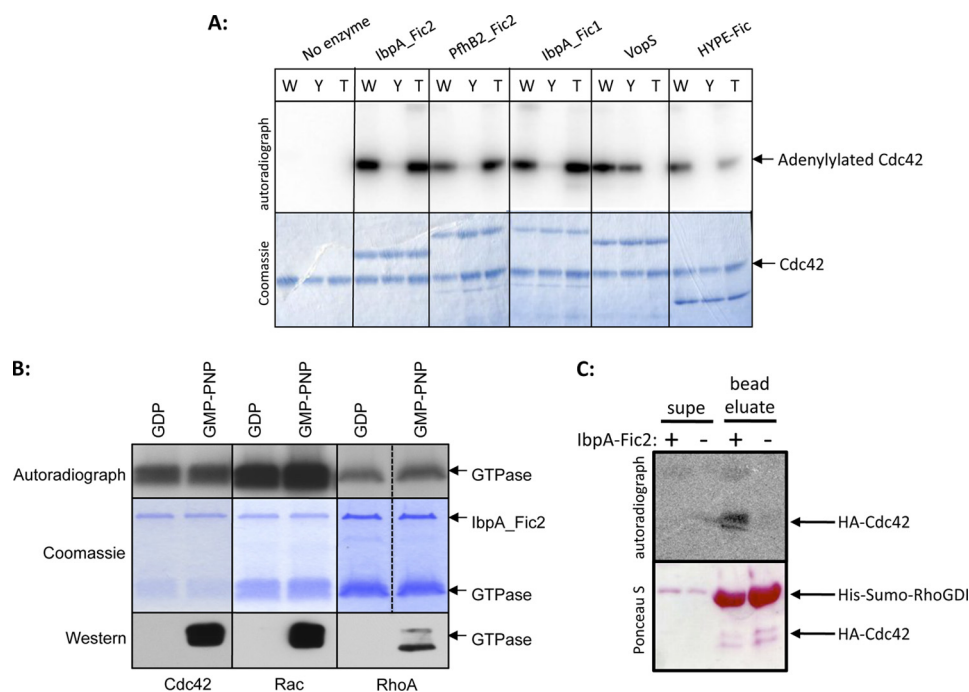 A:
No enzyme IbpA_Fic2 PfhB2_Fic2 IbpA_Fic1 VopS HYPE-Fic
W Y T W Y T W Y T W Y T W Y T W Y T
autoradiograph
Adenylylated Cdc42
Coomassie
Cdc42
B:
GDP GMP-PNP GDP GMP-PNP GDP GMP-PNP
Autoradiograph GTPase
IbpA_Fic2
Coomassie
GTPase
Western GTPase
Cdc42 Rac RhoA
C:
bead
supe eluate
IbpA-Fic2: + - + -
autoradiograph
HA-Cdc42
Ponceau S
His-Sumo-RhoGDI
HA-Cdc42